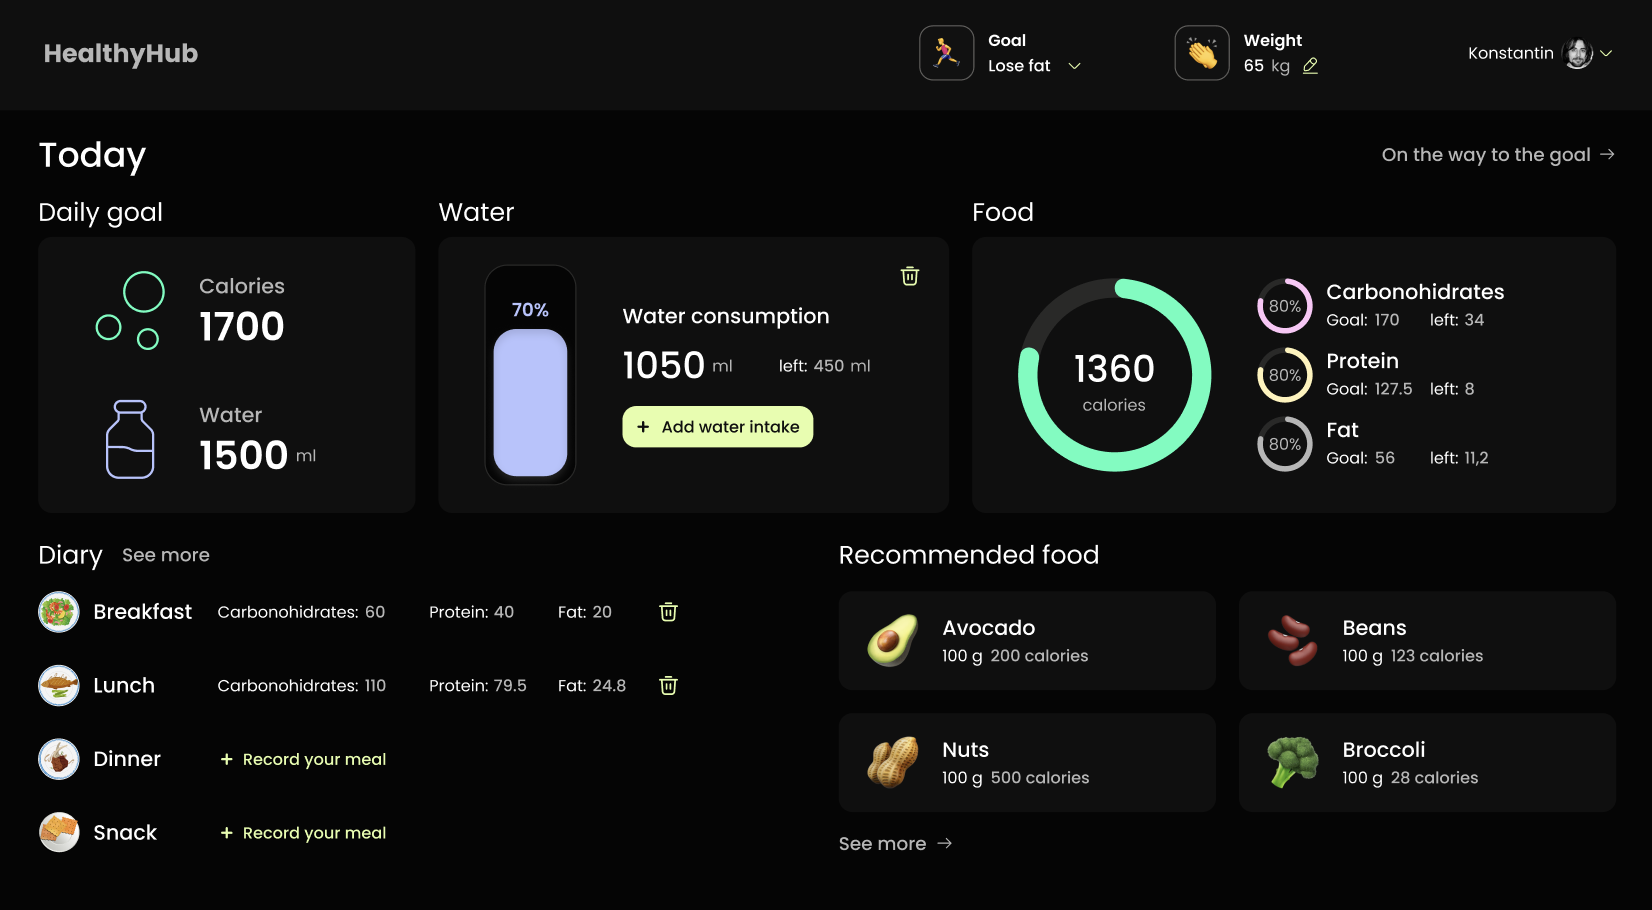 HealthyHub
Goal
Lose fat
Weight
65 kg
Konstantin
Today
On the way to the goal →
Daily goal
Calories
1700
Water
1500 ml
Water
70%
Water consumption
1050 ml left: 450 ml
+ Add water intake
Food
1360
calories
80%
Carbonohidrates
Goal: 170 left: 34
80%
Protein
Goal: 127.5 left: 8
80%
Fat
Goal: 56 left: 11,2
Diary See more
Breakfast Carbonohidrates: 60 Protein: 40 Fat: 20
Lunch Carbonohidrates: 110 Protein: 79.5 Fat: 24.8
Dinner + Record your meal
Snack + Record your meal
Recommended food
Avocado
100 g 200 calories
Beans
100 g 123 calories
Nuts
100 g 500 calories
Broccoli
100 g 28 calories
See more →